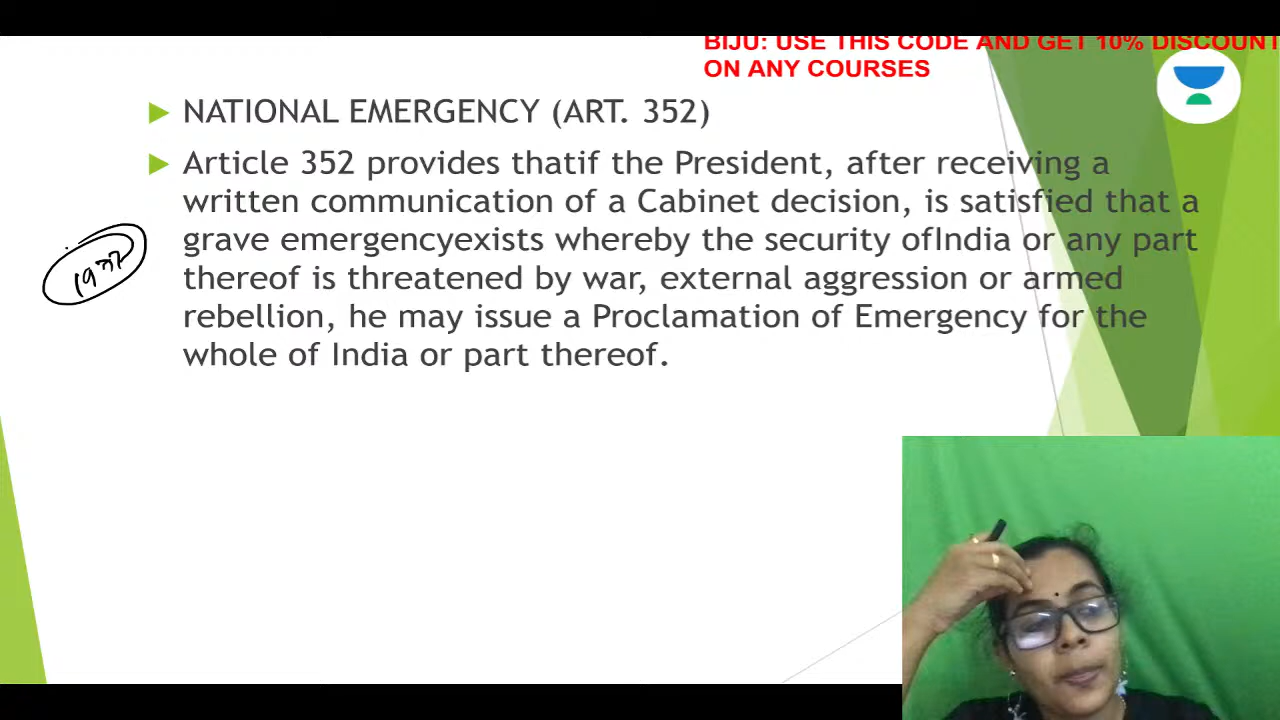 BIJU: USE THIS CODE AND GET 10% DISCOUNT
ON ANY COURSES
NATIONAL EMERGENCY (ART. 352)
Article 352 provides thatif the President, after receiving a
written communication of a Cabinet decision, is satisfied that a
grave emergencyexists whereby the security ofIndia or any part
thereof is threatened by war, external aggression or armed
rebellion, he may issue a Proclamation of Emergency for the
whole of India or part thereof.